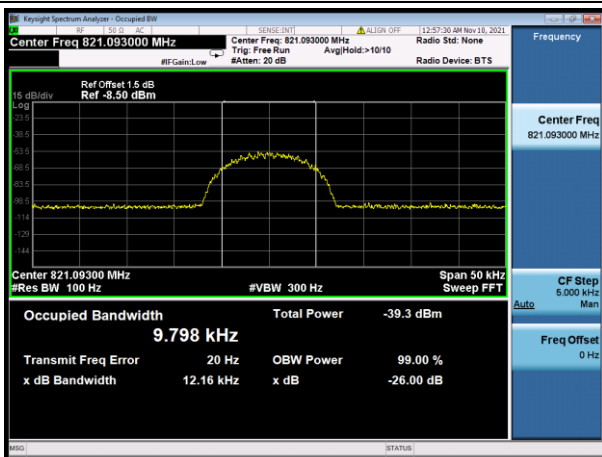 Keysight Spectrum Analyzer - Occupied BW
RF 50 Ω AC SENSE:INT ALIGN OFF 12:57:30 AM Nov 10, 2021
Center Freq 821.093000 MHz
Center Freq: 821.093000 MHz
Radio Std: None
Trig: Free Run Avg|Hold:>10/10
#IFGain:Low #Atten: 20 dB Radio Device: BTS
Ref Offset 1.5 dB
15 dB/div Ref -8.50 dBm
Log
-23.5
-38.5
-53.5
-68.5
-83.5
-98.5
-114
-129
-144
Center 821.09300 MHz Span 50 kHz
#Res BW 100 Hz #VBW 300 Hz Sweep FFT
Occupied Bandwidth Total Power -39.3 dBm
9.798 kHz
Transmit Freq Error 20 Hz OBW Power 99.00 %
x dB Bandwidth 12.16 kHz x dB -26.00 dB
MSG STATUS
Frequency
Center Freq
821.093000 MHz
CF Step
5.000 kHz
Auto Man
Freq Offset
0 Hz